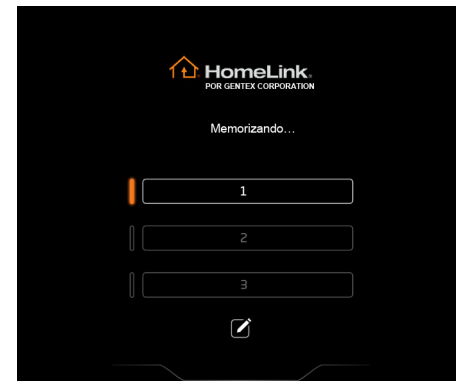 HomeLink®
POR GENTEX CORPORATION
Memorizando...
1
2
3